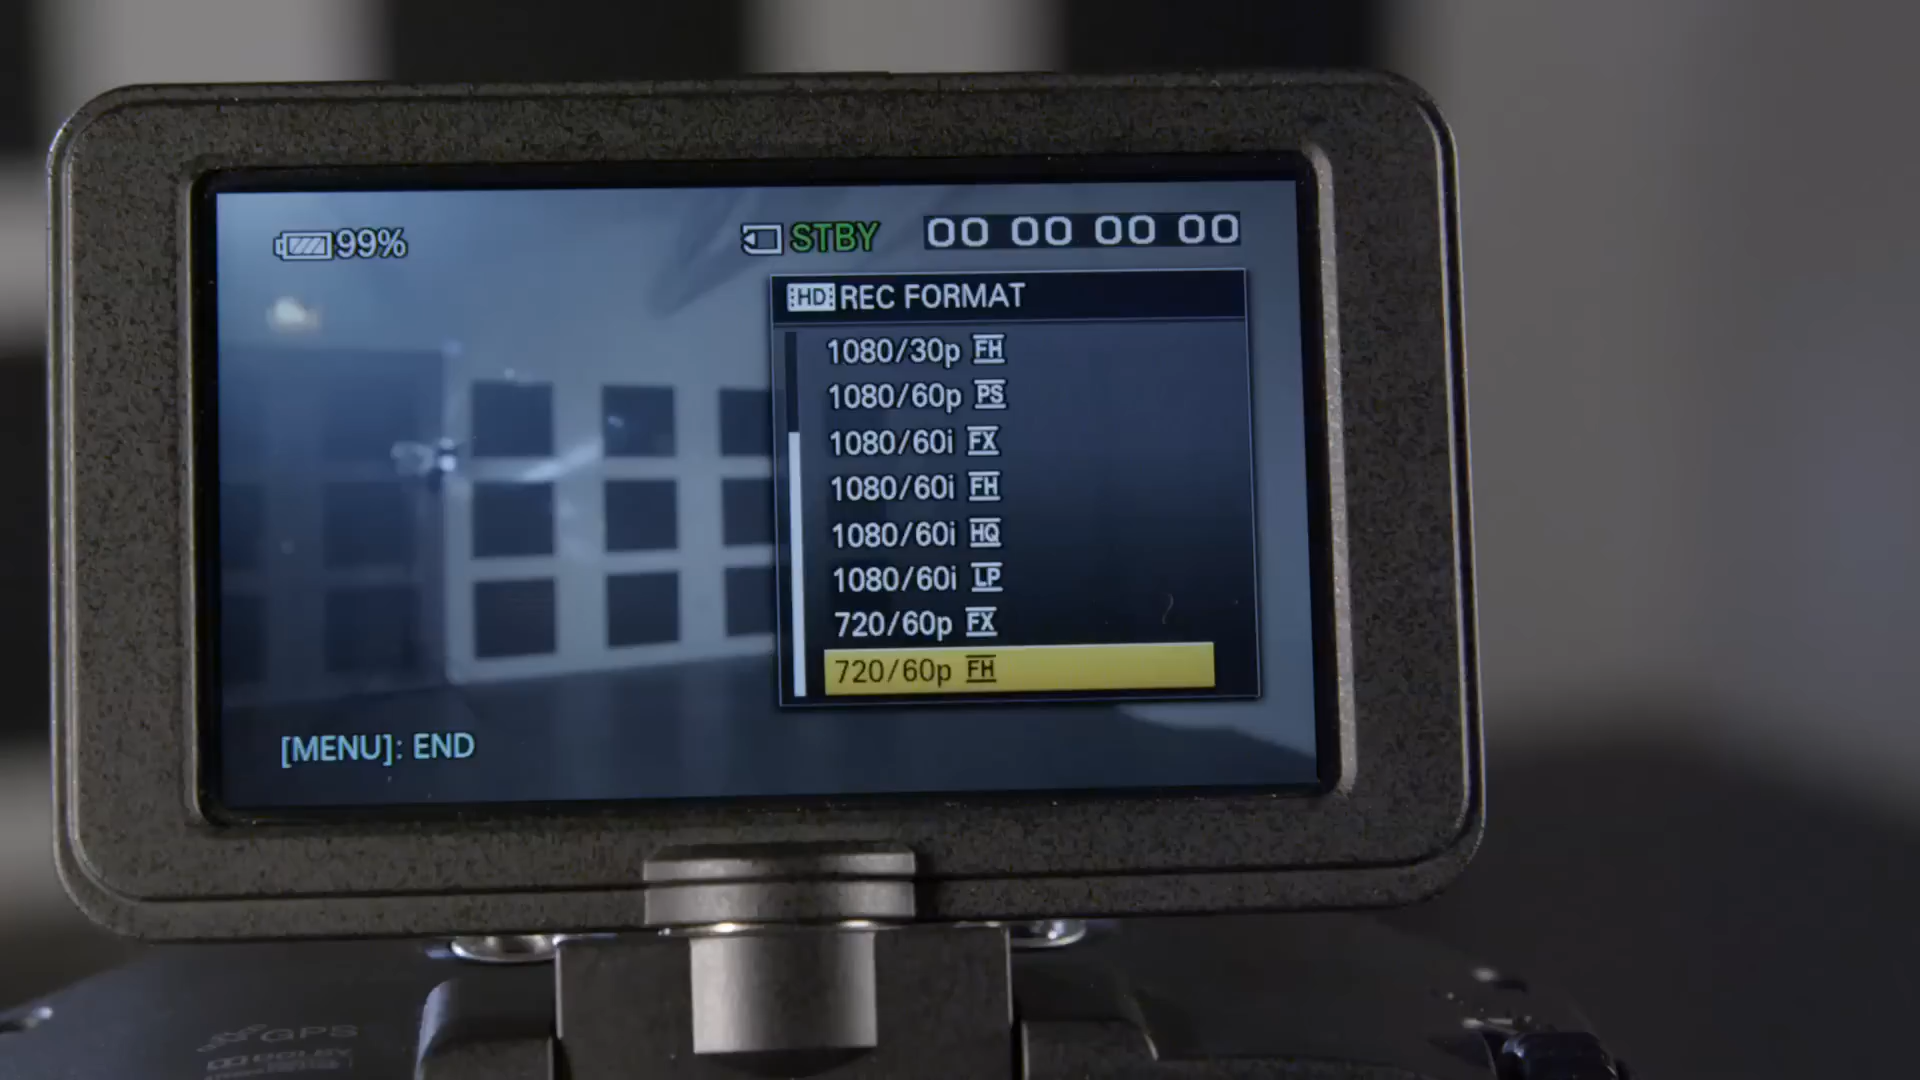 99%
STBY 00 00 00 00
HD REC FORMAT
1080/30p FH
1080/60p PS
1080/60i FX
1080/60i FH
1080/60i HQ
1080/60i LP
720/60p FX
720/60p FH
[MENU]: END
GPS
DOLBY